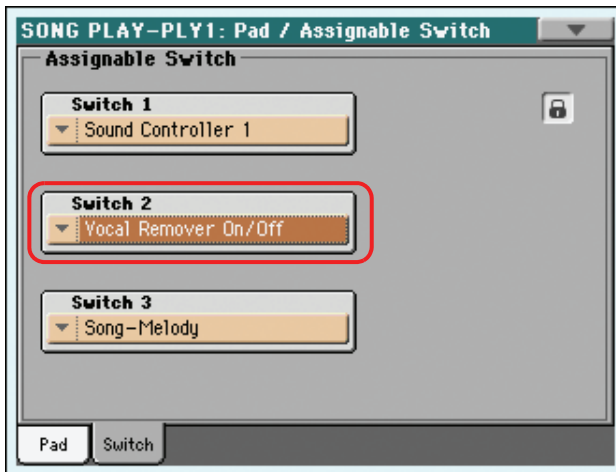 SONG PLAY-PLY1: Pad / Assignable Switch
Assignable Switch
Switch 1
Sound Controller 1
Switch 2
Vocal Remover On/Off
Switch 3
Song-Melody
Pad
Switch